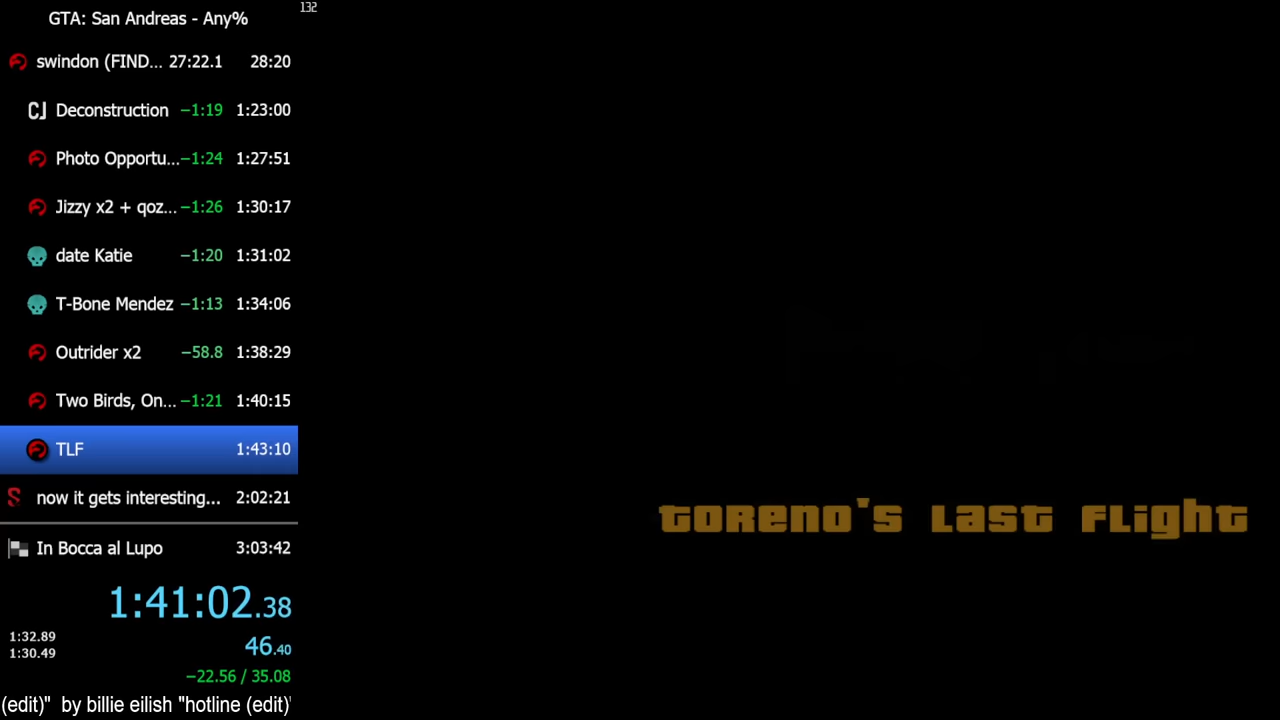 GTA: San Andreas - Any%
132
swindon (FIND... 27:22.1 28:20
CJ Deconstruction −1:19 1:23:00
Photo Opportu... −1:24 1:27:51
Jizzy x2 + qoz... −1:26 1:30:17
date Katie −1:20 1:31:02
T-Bone Mendez −1:13 1:34:06
Outrider x2 −58.8 1:38:29
Two Birds, On... −1:21 1:40:15
TLF 1:43:10
S now it gets interesting... 2:02:21
toreno's last flight
In Bocca al Lupo 3:03:42
1:41:02.38
1:32.89
1:30.49
46.40
−22.56 / 35.08
(edit)" by billie eilish "hotline (edit)'